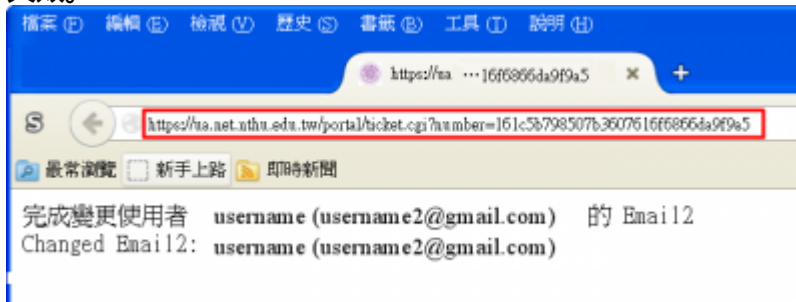 檔案(F) 編輯(E) 檢視(V) 歷史(S) 書籤(B) 工具(T) 說明(H)
https://ua ···16f6866da9f9a5 × +
S https://ua.net.nthu.edu.tw/portal/ticket.cgi?number=161c5b798507b3607616f6866da9f9a5
最常瀏覽 新手上路 即時新聞
完成變更使用者 username (username2@gmail.com) 的 Email2
Changed Email2: username (username2@gmail.com)